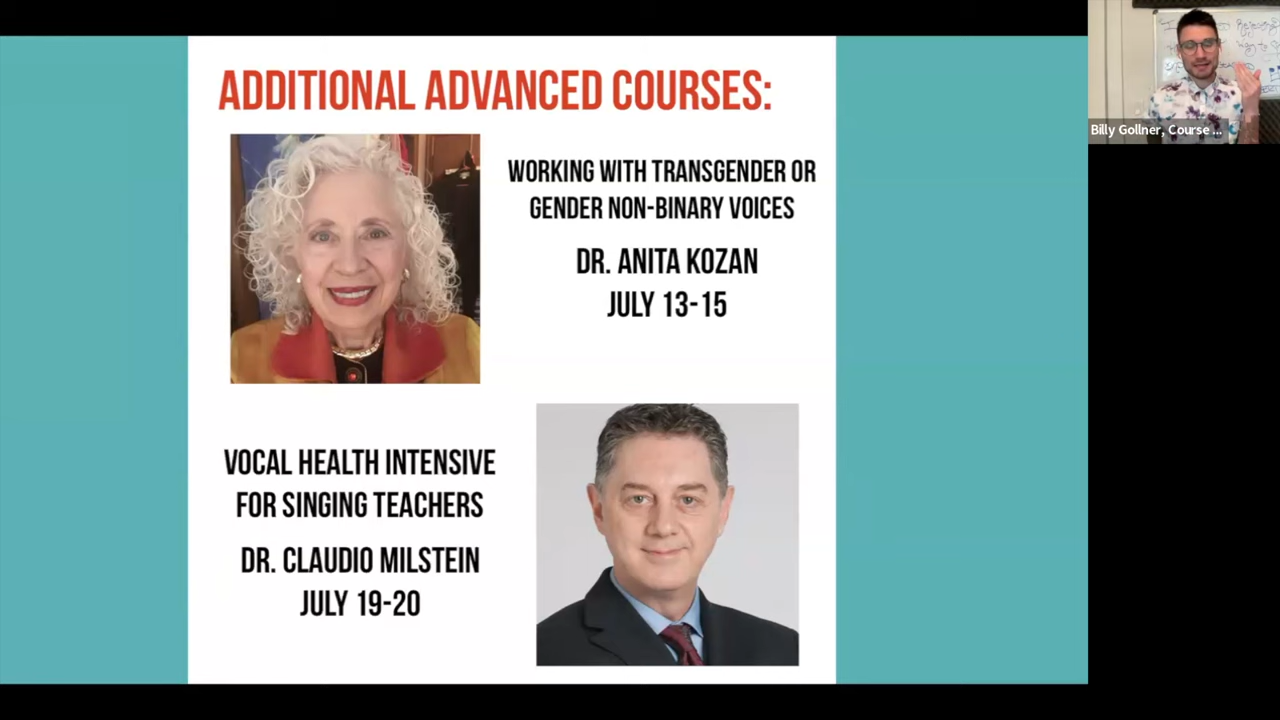 ADDITIONAL ADVANCED COURSES:
WORKING WITH TRANSGENDER OR
GENDER NON-BINARY VOICES
DR. ANITA KOZAN
JULY 13-15
VOCAL HEALTH INTENSIVE
FOR SINGING TEACHERS
DR. CLAUDIO MILSTEIN
JULY 19-20
Billy Gollner, Course ...